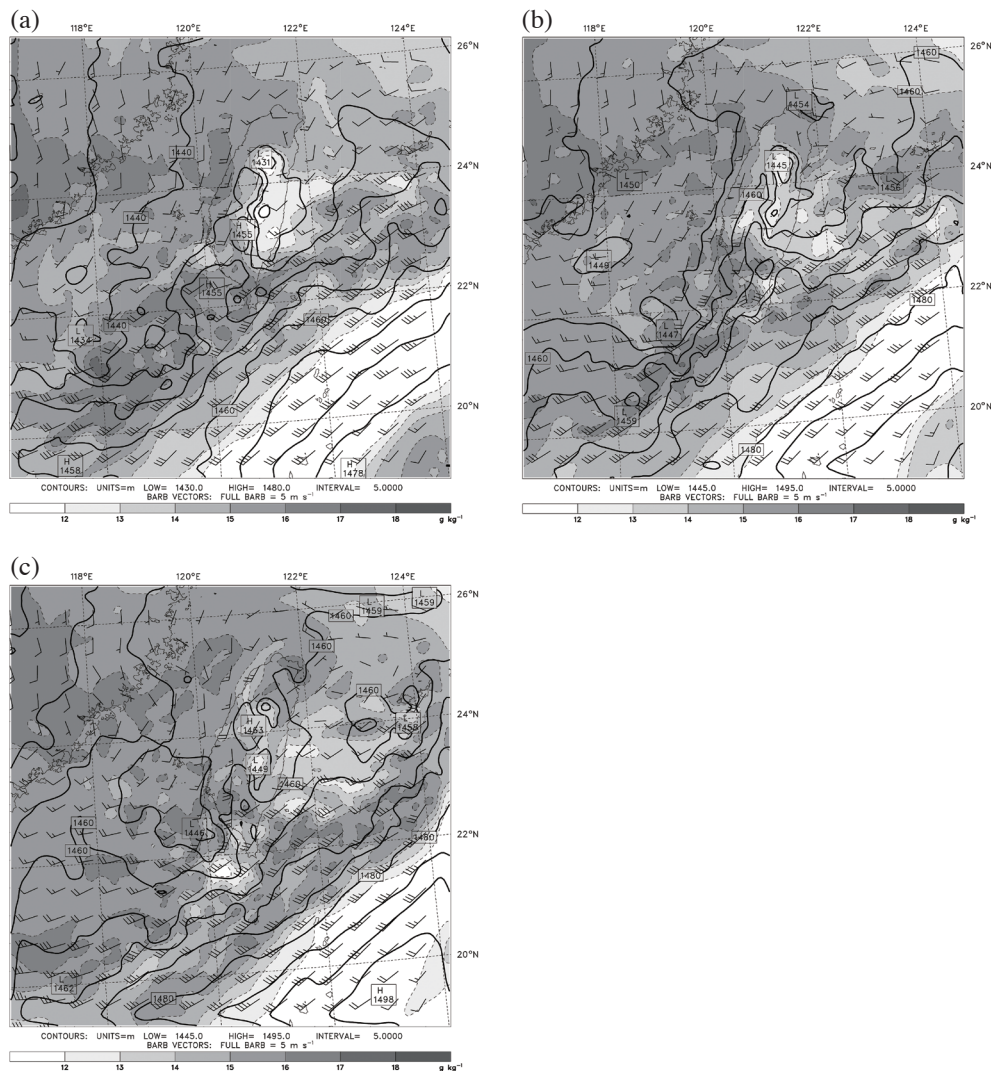 (a)
118°E 120°E 122°E 124°E
26°N
1440
L
1431
24°N
1440
H
1455
H
1455
22°N
1440
1460
L
1434
1460
20°N
H
1458
H
1478
CONTOURS: UNITS=m LOW= 1430.0 HIGH= 1480.0 INTERVAL= 5.0000
BARB VECTORS: FULL BARB = 5 m s⁻¹
12 13 14 15 16 17 18 g kg⁻¹
(b)
118°E 120°E 122°E 124°E
1460
26°N
1460
L
1454
L
1445
24°N
L
1450
L
1456
1460
L
1449
22°N
1480
L
1447
1460
L
1459
20°N
1480
CONTOURS: UNITS=m LOW= 1445.0 HIGH= 1495.0 INTERVAL= 5.0000
BARB VECTORS: FULL BARB = 5 m s⁻¹
12 13 14 15 16 17 18 g kg⁻¹
(c)
118°E 120°E 122°E 124°E
L
1459
L
1459
26°N
1460
1460
1460
H
1463
L
1458
24°N
L
1449
1460
1460
L
1446
1480
22°N
1460
1480
20°N
L
1462
1480
H
1498
CONTOURS: UNITS=m LOW= 1445.0 HIGH= 1495.0 INTERVAL= 5.0000
BARB VECTORS: FULL BARB = 5 m s⁻¹
12 13 14 15 16 17 18 g kg⁻¹